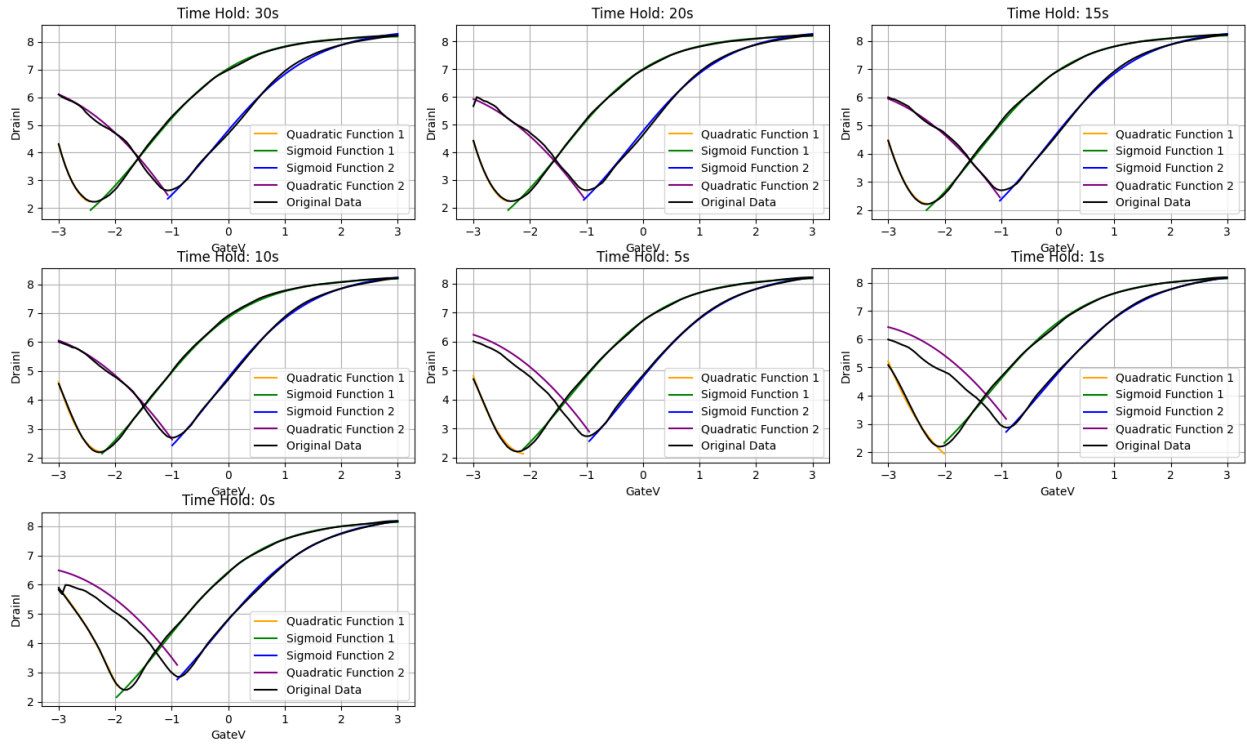 Time Hold: 30s
8
7
6
5
4
3
2
DrainI
−3
−2
−1
0
1
2
3
GateV
Quadratic Function 1
Sigmoid Function 1
Sigmoid Function 2
Quadratic Function 2
Original Data
Time Hold: 20s
8
7
6
5
4
3
2
DrainI
−3
−2
−1
0
1
2
3
Quadratic Function 1
Sigmoid Function 1
Sigmoid Function 2
Quadratic Function 2
Original Data
GateV
Time Hold: 15s
8
7
6
5
4
3
2
DrainI
−3
−2
−1
0
1
2
3
Quadratic Function 1
Sigmoid Function 1
Sigmoid Function 2
Quadratic Function 2
Original Data
GateV
Time Hold: 10s
8
7
6
5
4
3
2
DrainI
−3
−2
−1
0
1
2
3
Quadratic Function 1
Sigmoid Function 1
Sigmoid Function 2
Quadratic Function 2
Original Data
GateV
Time Hold: 5s
8
7
6
5
4
3
2
DrainI
−3
−2
−1
0
1
2
3
Quadratic Function 1
Sigmoid Function 1
Sigmoid Function 2
Quadratic Function 2
Original Data
GateV
Time Hold: 1s
8
7
6
5
4
3
2
DrainI
−3
−2
−1
0
1
2
3
Quadratic Function 1
Sigmoid Function 1
Sigmoid Function 2
Quadratic Function 2
Original Data
GateV
Time Hold: 0s
8
7
6
5
4
3
2
DrainI
−3
−2
−1
0
1
2
3
Quadratic Function 1
Sigmoid Function 1
Sigmoid Function 2
Quadratic Function 2
Original Data
GateV